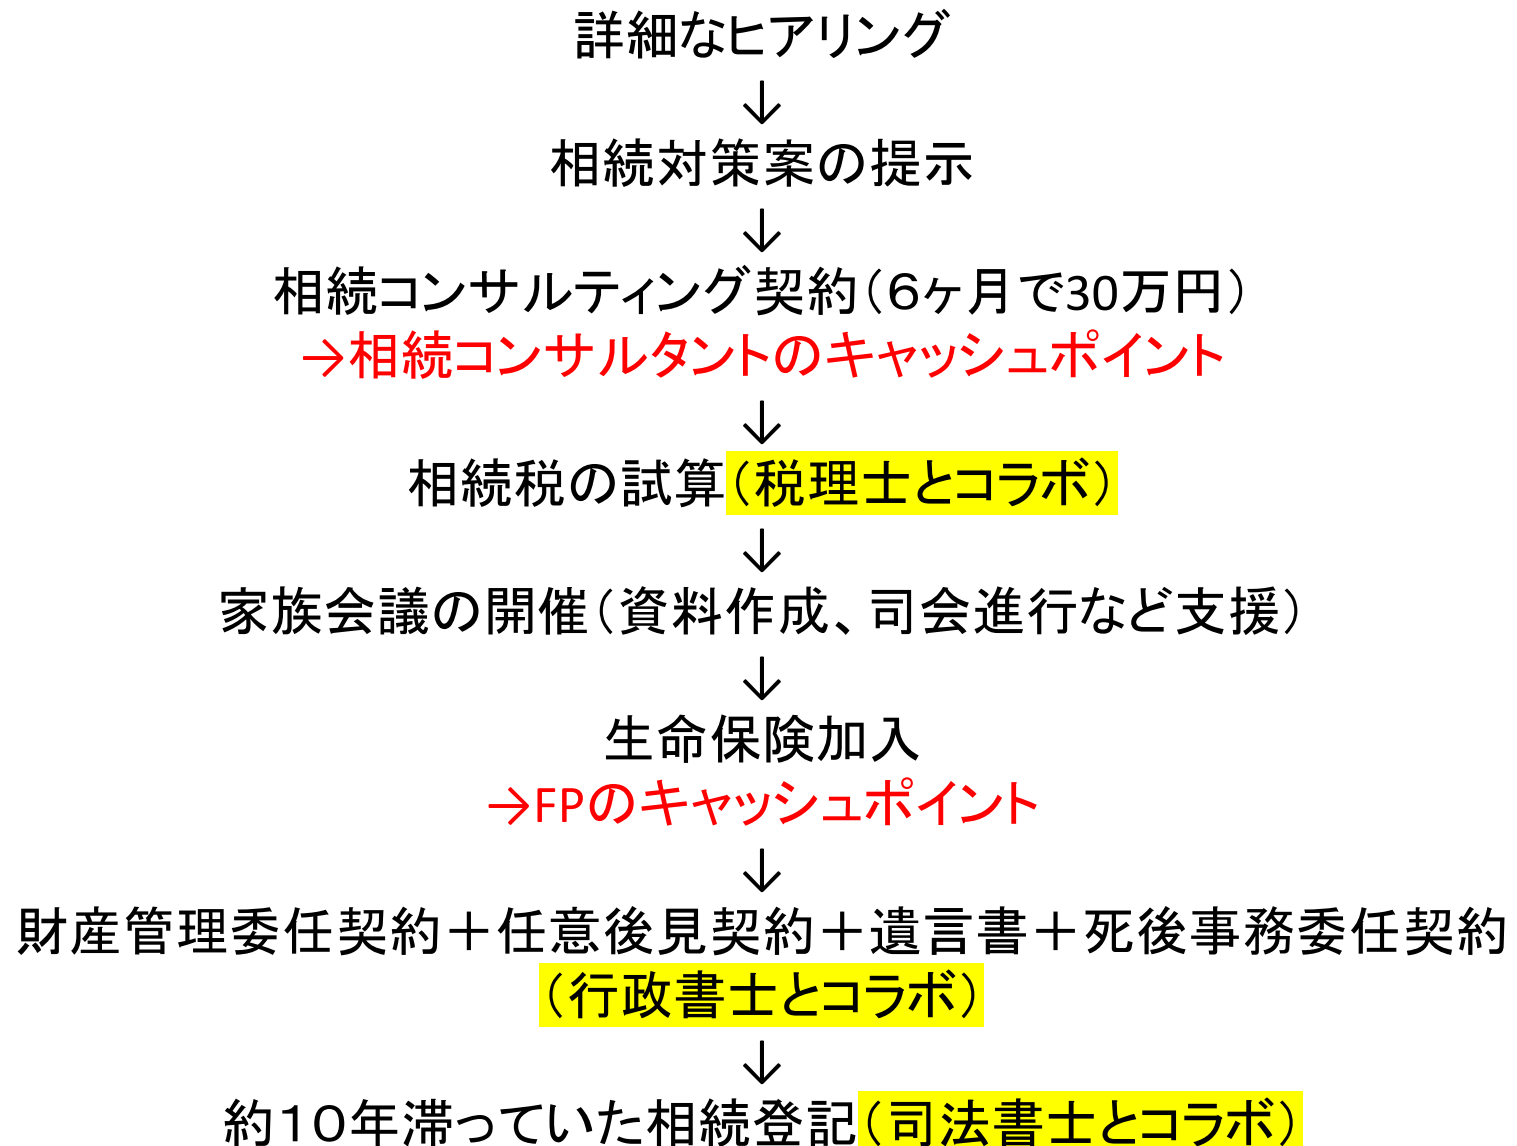 詳細なヒアリング
↓
相続対策案の提示
↓
相続コンサルティング契約（６ヶ月で30万円）
→相続コンサルタントのキャッシュポイント
↓
相続税の試算（税理士とコラボ）
↓
家族会議の開催（資料作成、司会進行など支援）
↓
生命保険加入
→FPのキャッシュポイント
↓
財産管理委任契約＋任意後見契約＋遺言書＋死後事務委任契約
（行政書士とコラボ）
↓
約１０年滞っていた相続登記（司法書士とコラボ）